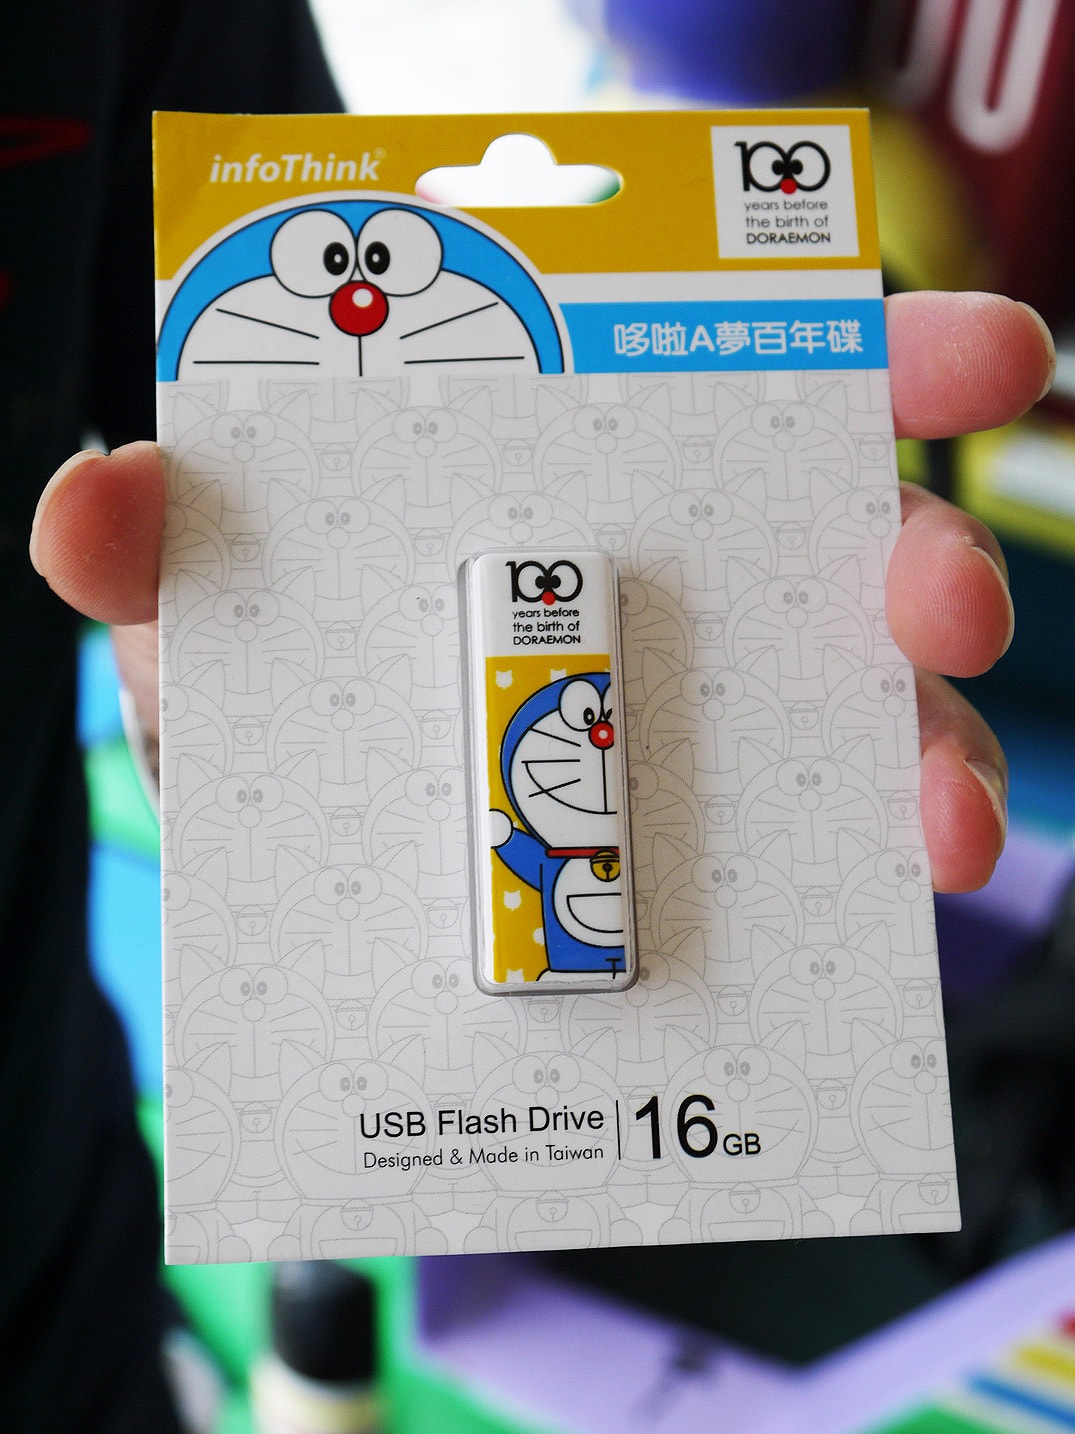 infoThink®
100
years before
the birth of
DORAEMON
哆啦A夢百年碟
100
years before
the birth of
DORAEMON
USB Flash Drive
Designed & Made in Taiwan
16GB